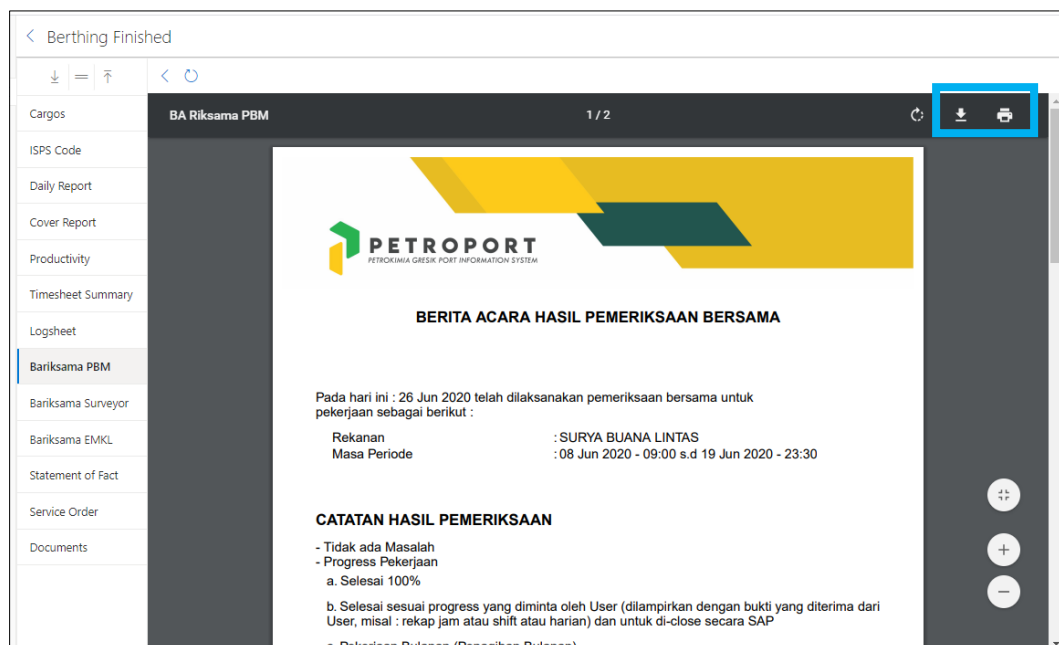 Berthing Finished
Cargos
ISPS Code
Daily Report
Cover Report
Productivity
Timesheet Summary
Logsheet
Bariksama PBM
Bariksama Surveyor
Bariksama EMKL
Statement of Fact
Service Order
Documents
BA Riksama PBM 1 / 2
PETROPORT
PETROKIMIA GRESIK PORT INFORMATION SYSTEM
BERITA ACARA HASIL PEMERIKSAAN BERSAMA
Pada hari ini : 26 Jun 2020 telah dilaksanakan pemeriksaan bersama untuk
pekerjaan sebagai berikut :
Rekanan : SURYA BUANA LINTAS
Masa Periode : 08 Jun 2020 - 09:00 s.d 19 Jun 2020 - 23:30
CATATAN HASIL PEMERIKSAAN
- Tidak ada Masalah
- Progress Pekerjaan
a. Selesai 100%
b. Selesai sesuai progress yang diminta oleh User (dilampirkan dengan bukti yang diterima dari
User, misal : rekap jam atau shift atau harian) dan untuk di-close secara SAP